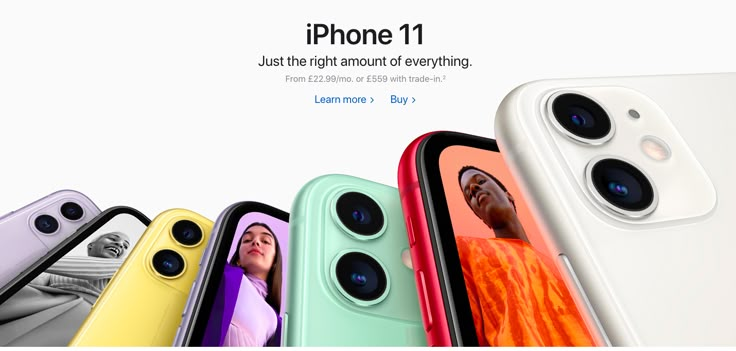 iPhone 11
Just the right amount of everything.
From £22.99/mo. or £559 with trade-in.²
Learn more >
Buy >